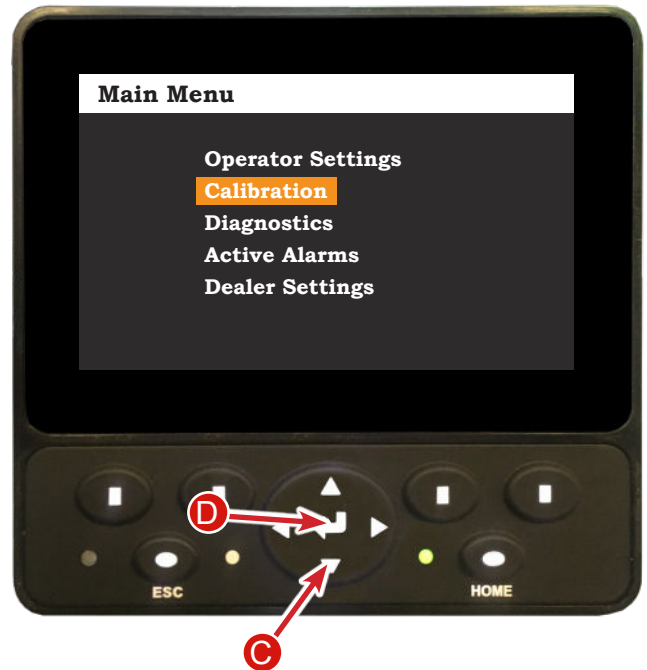 Main Menu
Operator Settings
Calibration
Diagnostics
Active Alarms
Dealer Settings
D
ESC
HOME
C